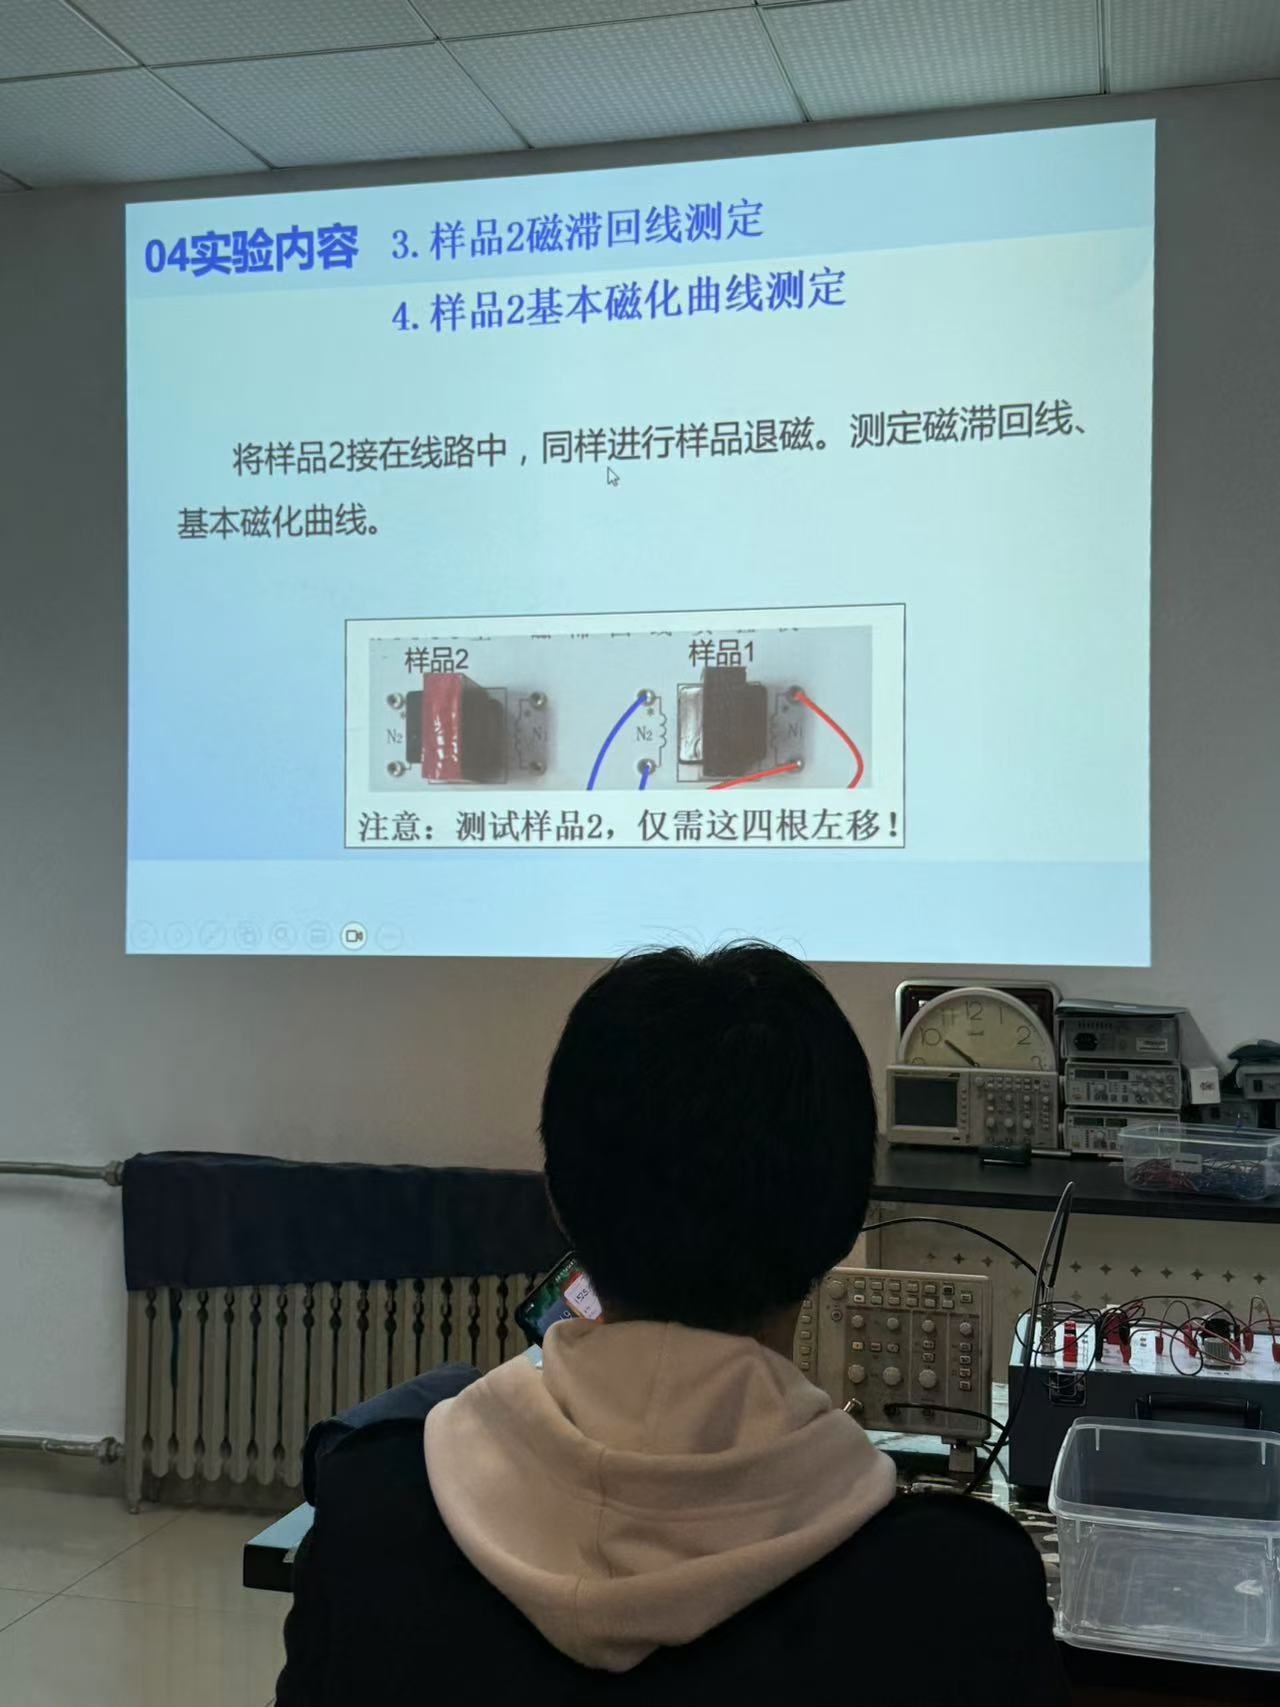 04实验内容 3.样品2磁滞回线测定
4.样品2基本磁化曲线测定
将样品2接在线路中，同样进行样品退磁。测定磁滞回线、
基本磁化曲线。
样品2 样品1
* * * *
N2 N1 N2 N1
注意：测试样品2，仅需这四根左移！
12
10 2